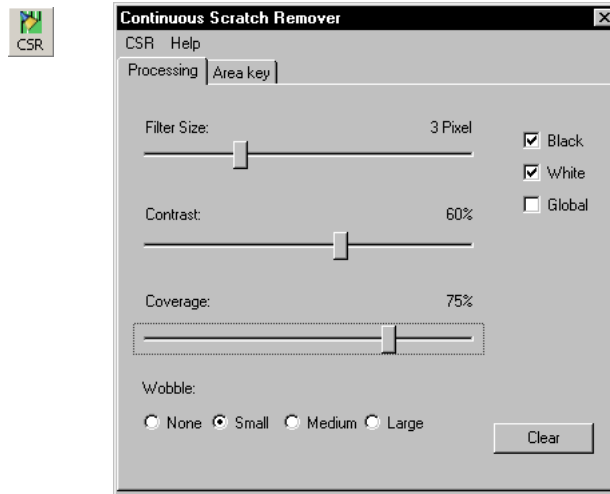 CSR
Continuous Scratch Remover
CSR Help
Processing Area key
Filter Size: 3 Pixel
Black
White
Global
Contrast: 60%
Coverage: 75%
Wobble:
None Small Medium Large
Clear